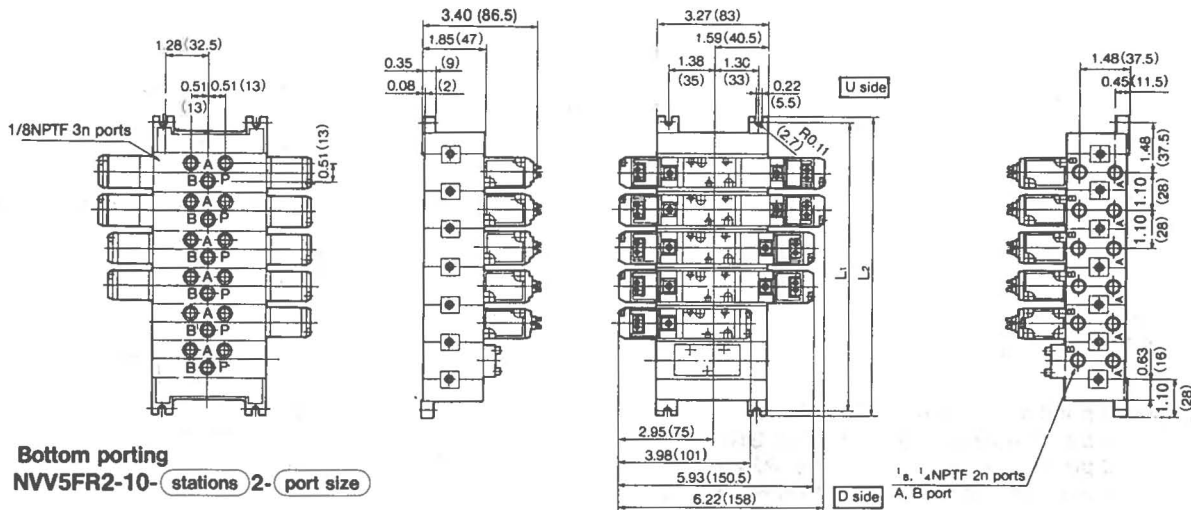 3.40 (86.5)
1.85(47)
0.35 (9)
0.08 (2)
1.28(32.5)
0.51 0.51 (13)
(13)
1/8NPTF 3n ports
0.51 (13)
A
B P
A
B P
A
B P
A
B P
A
B P
A
B P
3.27(83)
1.59(40.5)
1.38 1.30
(35) (33)
0.22
(5.5)
U side
R0.11
(2.7)
L1
L2
2.95(75)
3.98(101)
5.93(150.5)
6.22(158)
D side
1.48(37.5)
0.45(11.5)
1.48
(37.5)
1.10
(28)
1.10
(28)
0.63
(16)
1.10
(28)
B A
B A
B A
B A
B A
B A
1/8, 1/4NPTF 2n ports
A, B port
Bottom porting
NVV5FR2-10-(stations)2-(port size)